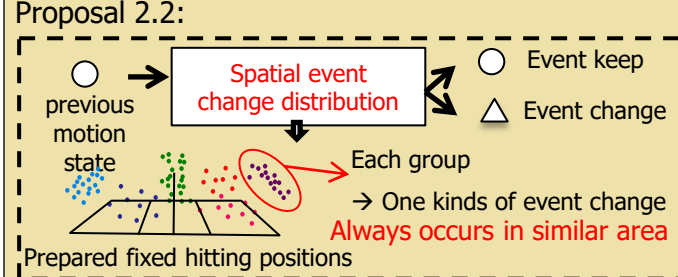 Proposal 2.2:
Spatial event
change distribution
Event keep
Event change
previous
motion
state
Each group
→ One kinds of event change
Always occurs in similar area
Prepared fixed hitting positions